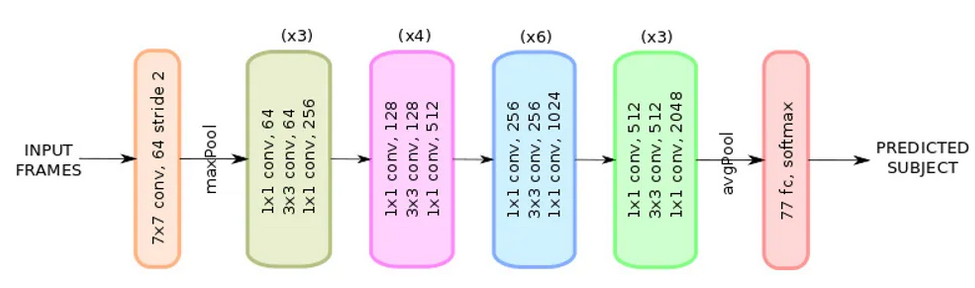 INPUT
FRAMES
7x7 conv, 64 stride 2
maxPool
(x3)
1x1 conv, 64
3x3 conv, 64
1x1 conv, 256
(x4)
1x1 conv, 128
3x3 conv, 128
1x1 conv, 512
(x6)
1x1 conv, 256
3x3 conv, 256
1x1 conv, 1024
(x3)
1x1 conv, 512
3x3 conv, 512
1x1 conv, 2048
avgPool
77 fc, softmax
PREDICTED
SUBJECT